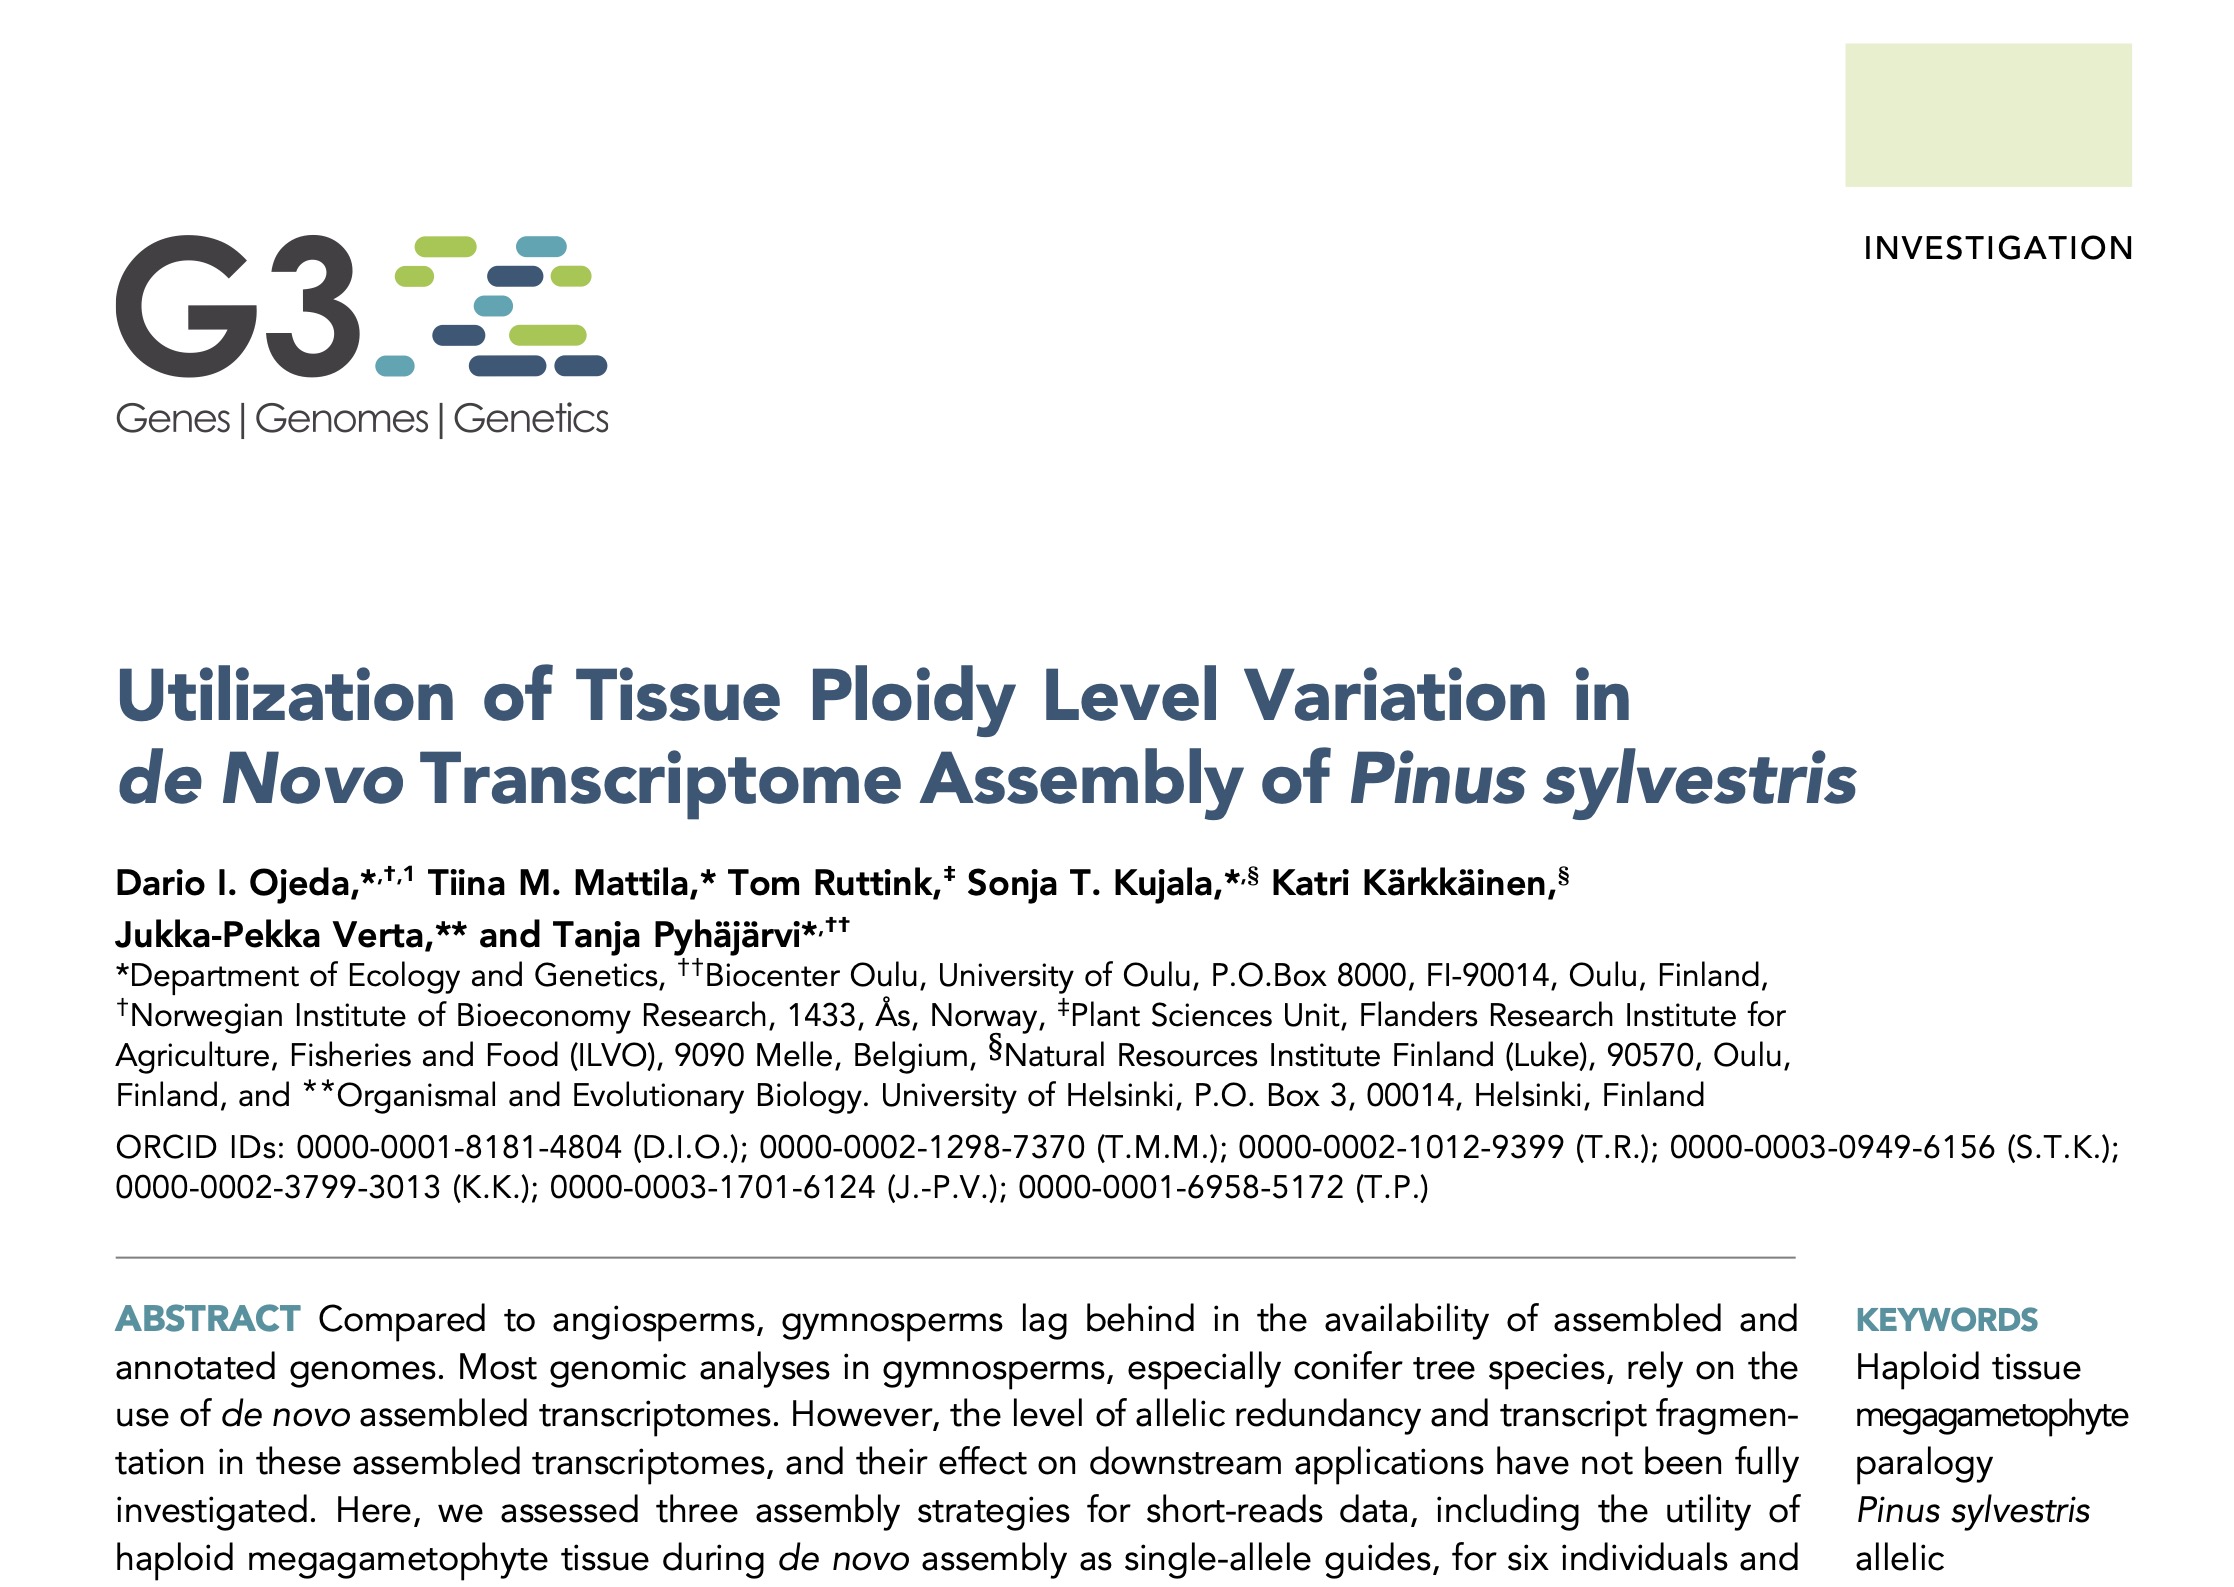 INVESTIGATION
G3
Genes|Genomes|Genetics
Utilization of Tissue Ploidy Level Variation in
de Novo Transcriptome Assembly of Pinus sylvestris
Dario I. Ojeda,*,†,1 Tiina M. Mattila,* Tom Ruttink,‡ Sonja T. Kujala,*,§ Katri Kärkkäinen,§
Jukka-Pekka Verta,** and Tanja Pyhäjärvi*,††
*Department of Ecology and Genetics, ††Biocenter Oulu, University of Oulu, P.O.Box 8000, FI-90014, Oulu, Finland,
†Norwegian Institute of Bioeconomy Research, 1433, Ås, Norway, ‡Plant Sciences Unit, Flanders Research Institute for
Agriculture, Fisheries and Food (ILVO), 9090 Melle, Belgium, §Natural Resources Institute Finland (Luke), 90570, Oulu,
Finland, and **Organismal and Evolutionary Biology. University of Helsinki, P.O. Box 3, 00014, Helsinki, Finland
ORCID IDs: 0000-0001-8181-4804 (D.I.O.); 0000-0002-1298-7370 (T.M.M.); 0000-0002-1012-9399 (T.R.); 0000-0003-0949-6156 (S.T.K.);
0000-0002-3799-3013 (K.K.); 0000-0003-1701-6124 (J.-P.V.); 0000-0001-6958-5172 (T.P.)
ABSTRACT Compared to angiosperms, gymnosperms lag behind in the availability of assembled and
annotated genomes. Most genomic analyses in gymnosperms, especially conifer tree species, rely on the
use of de novo assembled transcriptomes. However, the level of allelic redundancy and transcript fragmen-
tation in these assembled transcriptomes, and their effect on downstream applications have not been fully
investigated. Here, we assessed three assembly strategies for short-reads data, including the utility of
haploid megagametophyte tissue during de novo assembly as single-allele guides, for six individuals and
KEYWORDS
Haploid tissue
megagametophyte
paralogy
Pinus sylvestris
allelic